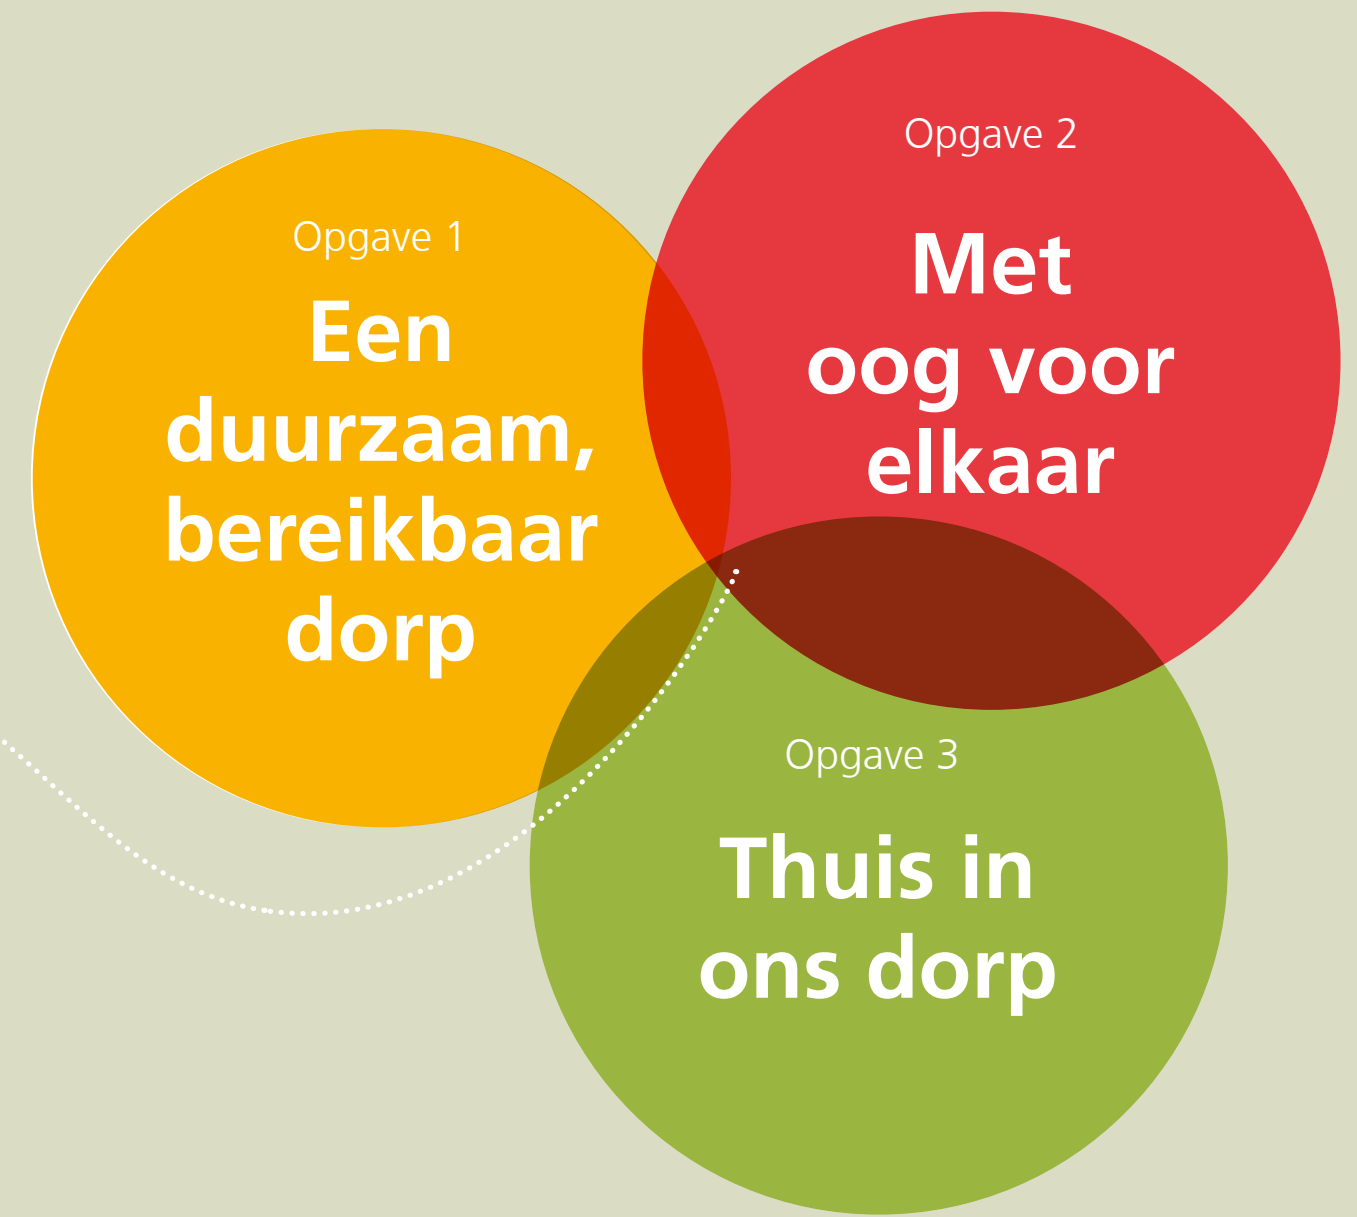 Opgave 1
Een
duurzaam,
bereikbaar
dorp
Opgave 2
Met
oog voor
elkaar
Opgave 3
Thuis in
ons dorp